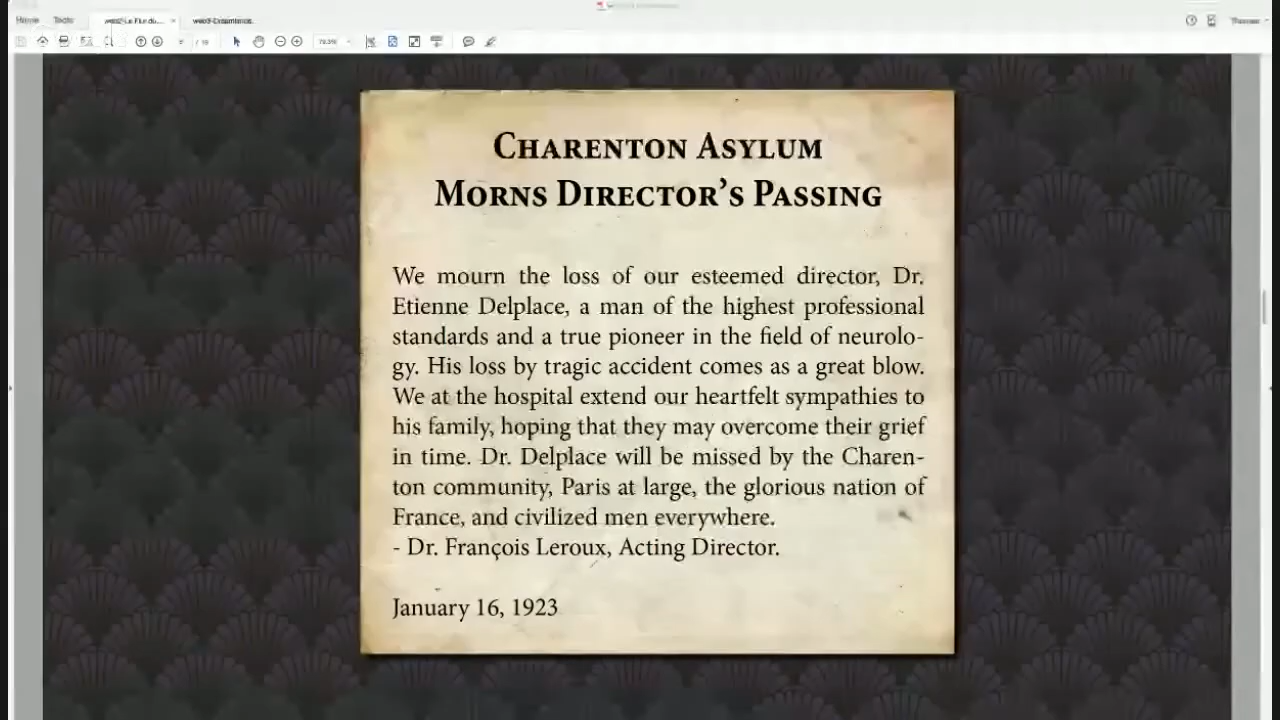 Home
Tools
CHARENTON ASYLUM
MORNS DIRECTOR'S PASSING
We mourn the loss of our esteemed director, Dr.
Etienne Delplace, a man of the highest professional
standards and a true pioneer in the field of neurolo-
gy. His loss by tragic accident comes as a great blow.
We at the hospital extend our heartfelt sympathies to
his family, hoping that they may overcome their grief
in time. Dr. Delplace will be missed by the Charen-
ton community, Paris at large, the glorious nation of
France, and civilized men everywhere.
- Dr. François Leroux, Acting Director.
January 16, 1923